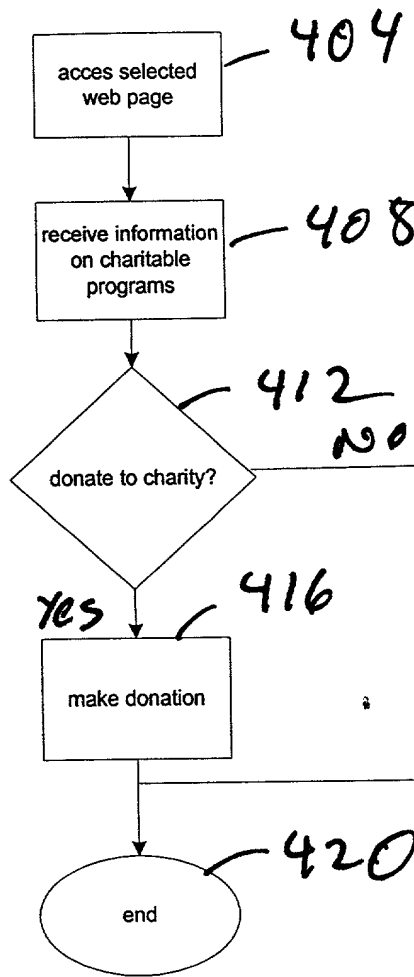 acces selected
web page
404
receive information
on charitable
programs
408
donate to charity?
412
NO
Yes
416
make donation
420
end